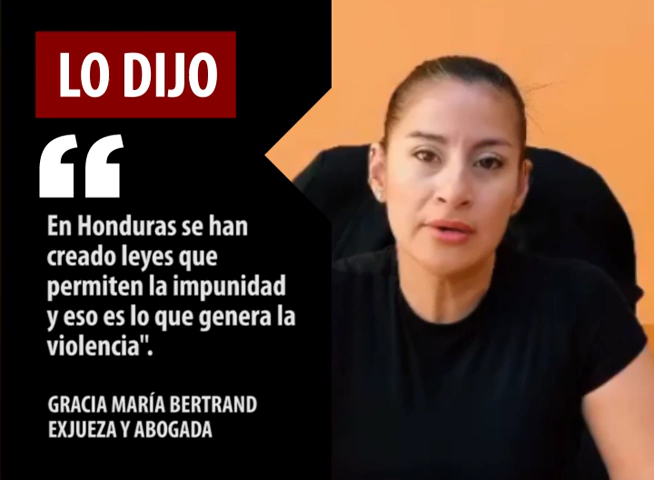 LO DIJO
“
En Honduras se han
creado leyes que
permiten la impunidad
y eso es lo que genera la
violencia".
GRACIA MARÍA BERTRAND
EXJUEZA Y ABOGADA